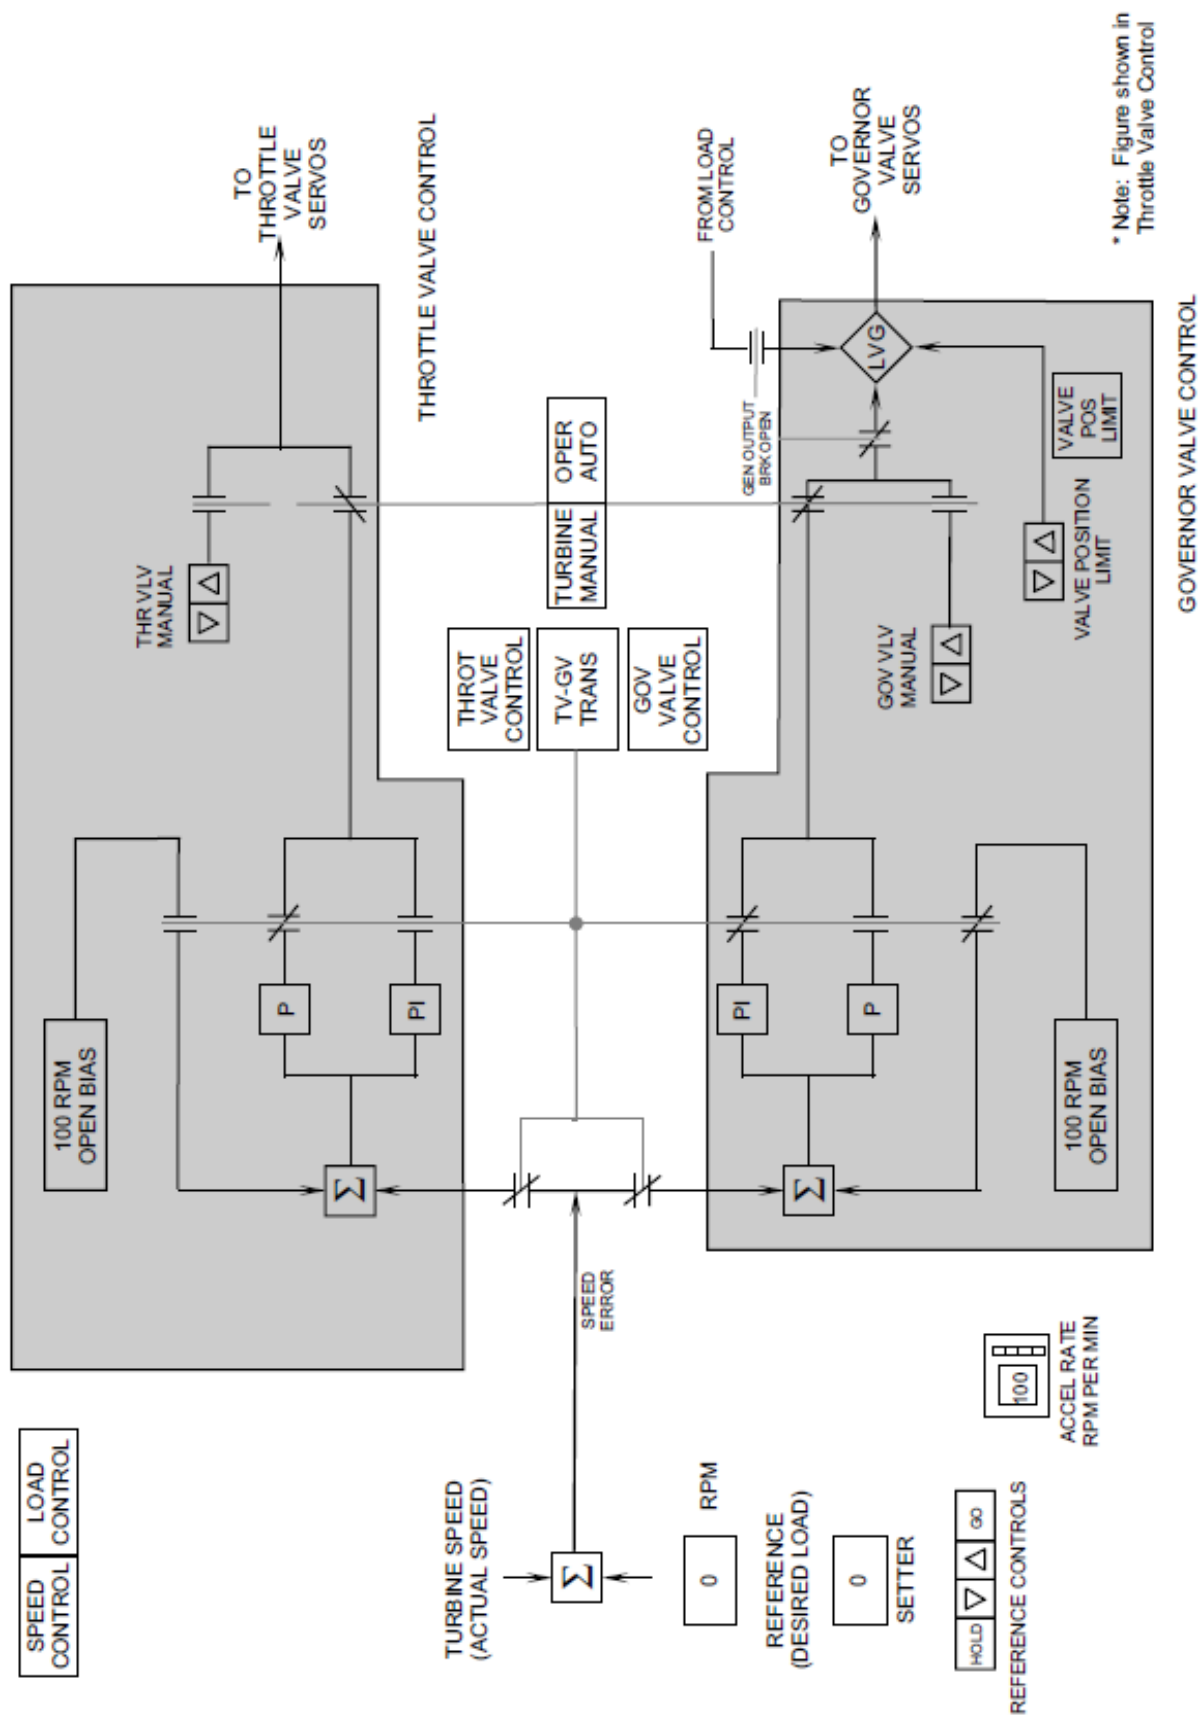 SPEED
CONTROL
LOAD
CONTROL
100 RPM
OPEN BIAS
THR VLV
MANUAL
TO
THROTTLE
VALVE
SERVOS
P
PI
Σ
THROTTLE VALVE CONTROL
TURBINE SPEED
(ACTUAL SPEED)
Σ
SPEED
ERROR
THROT
VALVE
CONTROL
TV-GV
TRANS
GOV
VALVE
CONTROL
TURBINE
MANUAL
OPER
AUTO
0
RPM
REFERENCE
(DESIRED LOAD)
0
SETTER
HOLD
GO
REFERENCE CONTROLS
100
ACCEL RATE
RPM PER MIN
FROM LOAD
CONTROL
GEN OUTPUT
BRK OPEN
PI
P
Σ
LVG
TO
GOVERNOR
VALVE
SERVOS
GOV VLV
MANUAL
100 RPM
OPEN BIAS
VALVE POSITION
LIMIT
VALVE
POS
LIMIT
* Note: Figure shown in
Throttle Valve Control
GOVERNOR VALVE CONTROL